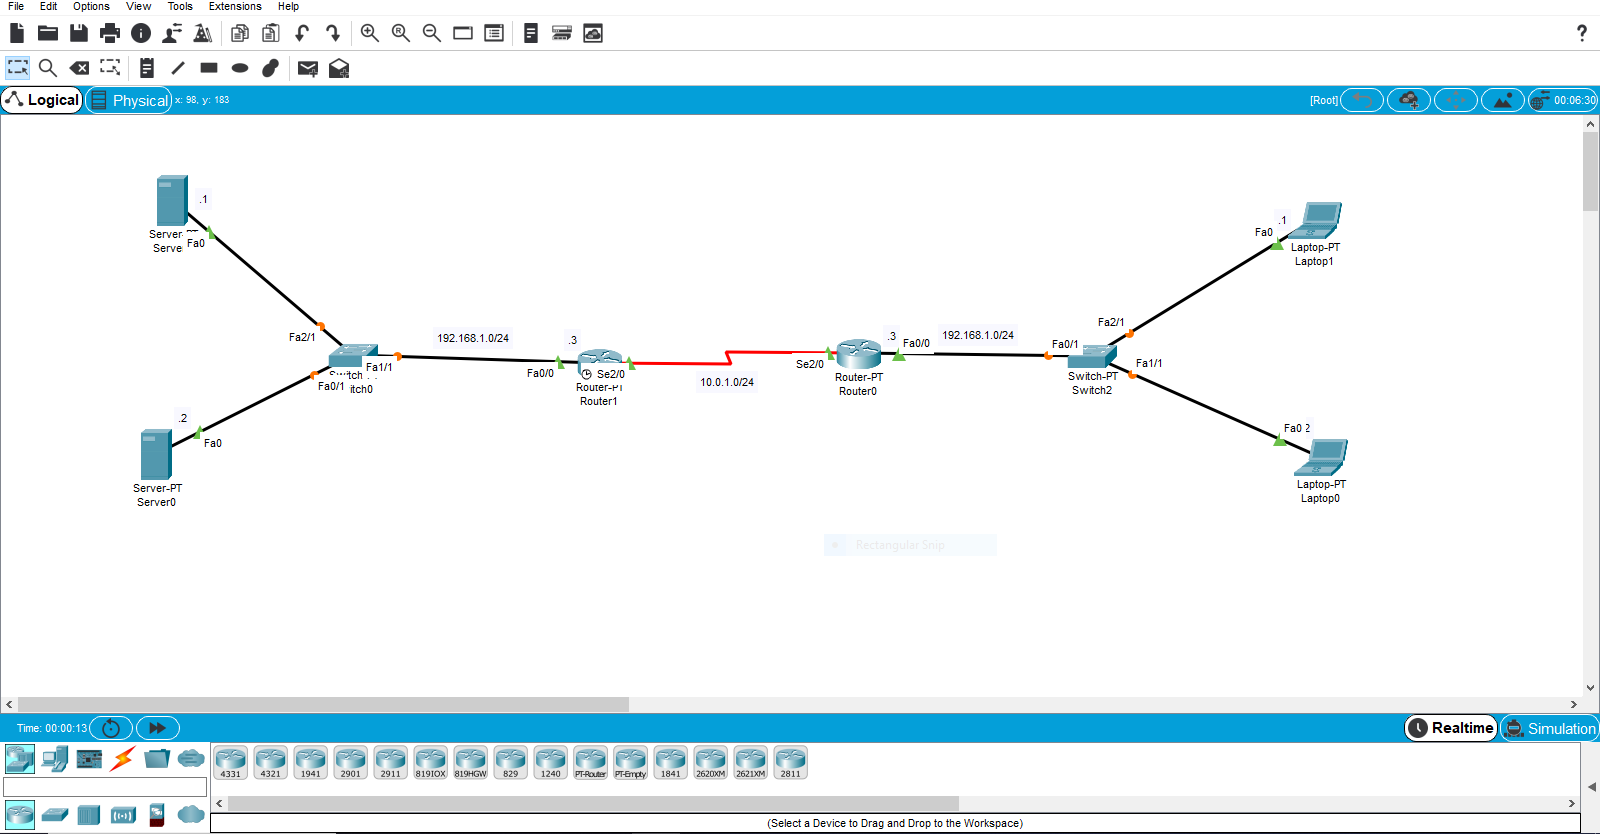 File Edit Options View Tools Extensions Help
Logical Physical x: 98, y: 183 [Root] 00:06:30
.1
Server-
Serve
Fa0
.1
Fa0
Laptop-PT
Laptop1
Fa2/1
192.168.1.0/24
.3
.3
Fa0/0
192.168.1.0/24
Fa0/1
Fa2/1
Fa1/1
Fa0/1
itch0
Fa0/0
Se2/0
Router-PT
Router1
10.0.1.0/24
Se2/0
Router-PT
Router0
Switch-PT
Switch2
Fa1/1
.2
Fa0
Server-PT
Server0
Fa0 2
Laptop-PT
Laptop0
Rectangular Snip
Time: 00:00:13 Realtime Simulation
4331 4321 1941 2901 2911 819IOX 819HGW 829 1240 PT-Router PT-Empty 1841 2620XM 2621XM 2811
(Select a Device to Drag and Drop to the Workspace)